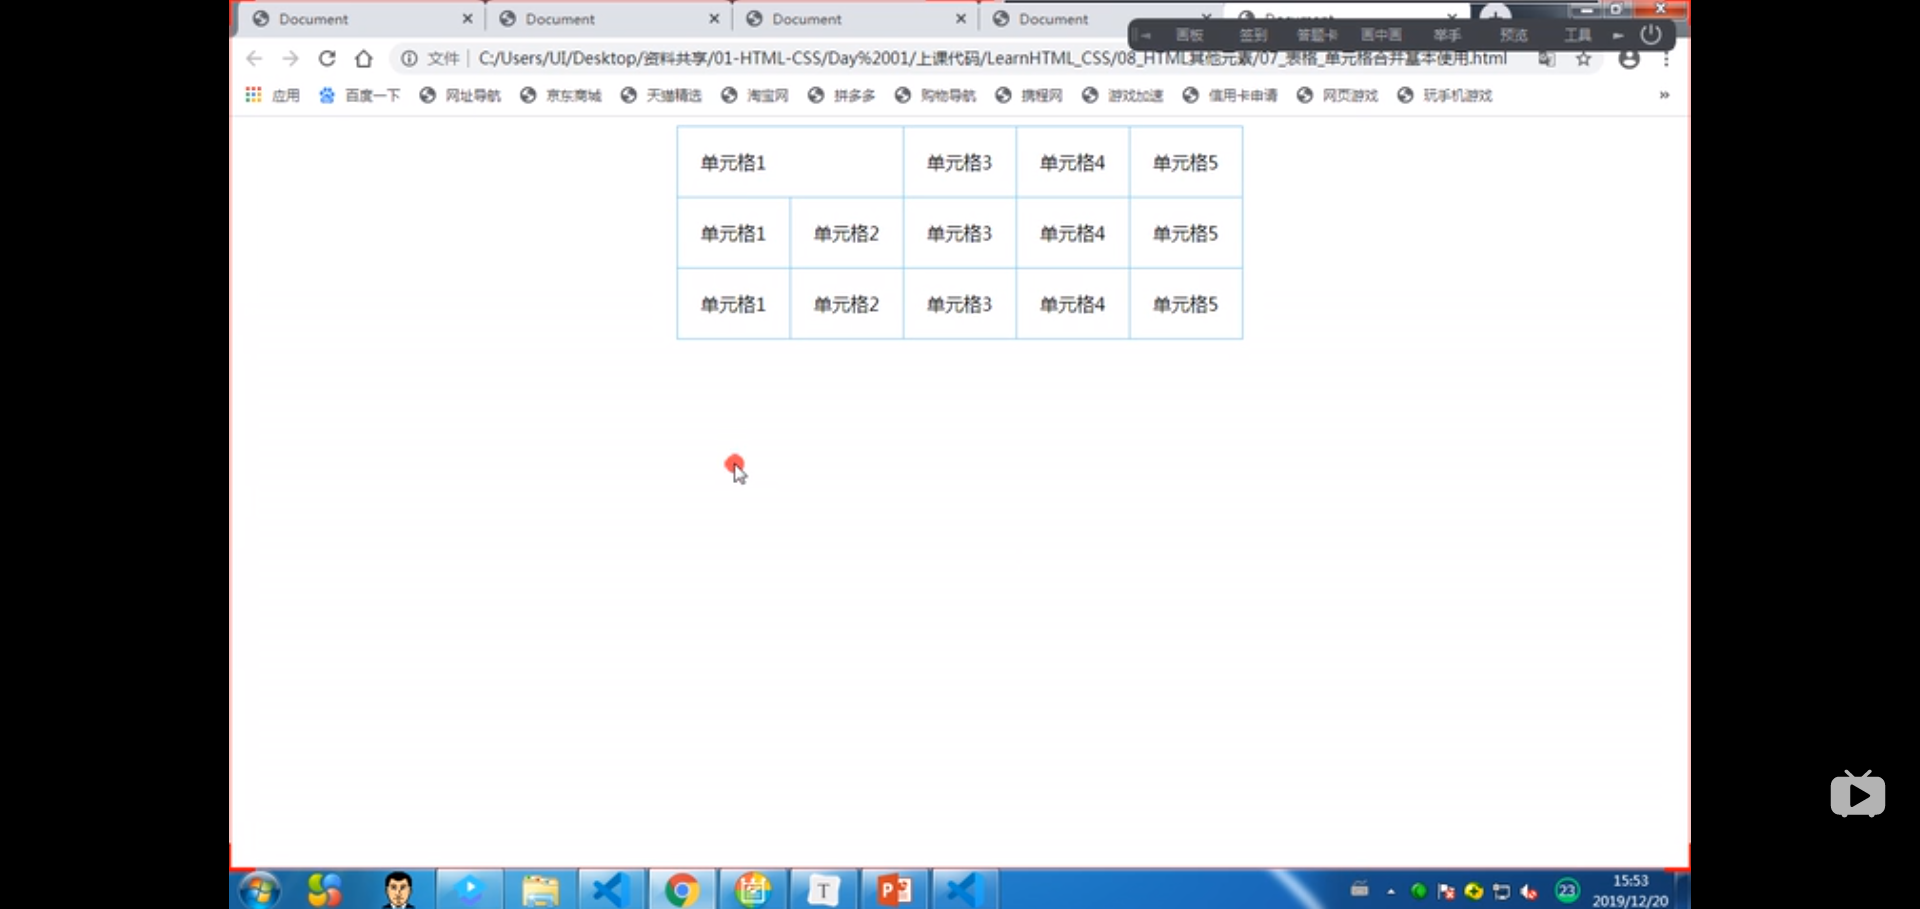 Document Document Document Document Document
画板 签到 答题卡 画中画 举手 预览 工具
文件 C:/Users/UI/Desktop/资料共享/01-HTML-CSS/Day%2001/上课代码/LearnHTML_CSS/08_HTML其他元素/07_表格_单元格合并基本使用.html
应用 百度一下 网址导航 京东商城 天猫精选 淘宝网 拼多多 购物导航 携程网 游戏加速 信用卡申请 网页游戏 玩手机游戏 »
单元格1 单元格3 单元格4 单元格5
单元格1 单元格2 单元格3 单元格4 单元格5
单元格1 单元格2 单元格3 单元格4 单元格5
T P 23 15:53
2019/12/20